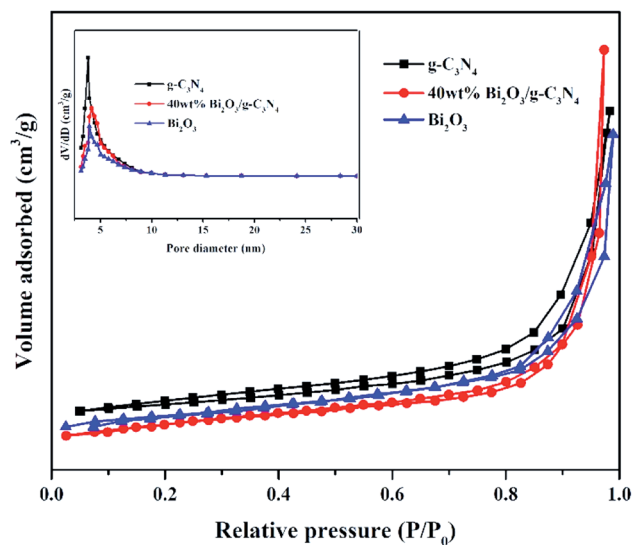 g-C₃N₄
40wt% Bi₂O₃/g-C₃N₄
Bi₂O₃
dV/dD (cm³/g)
5
10
15
20
25
30
Pore diameter (nm)
g-C₃N₄
40wt% Bi₂O₃/g-C₃N₄
Bi₂O₃
Volume adsorbed (cm³/g)
0.0
0.2
0.4
0.6
0.8
1.0
Relative pressure (P/P₀)